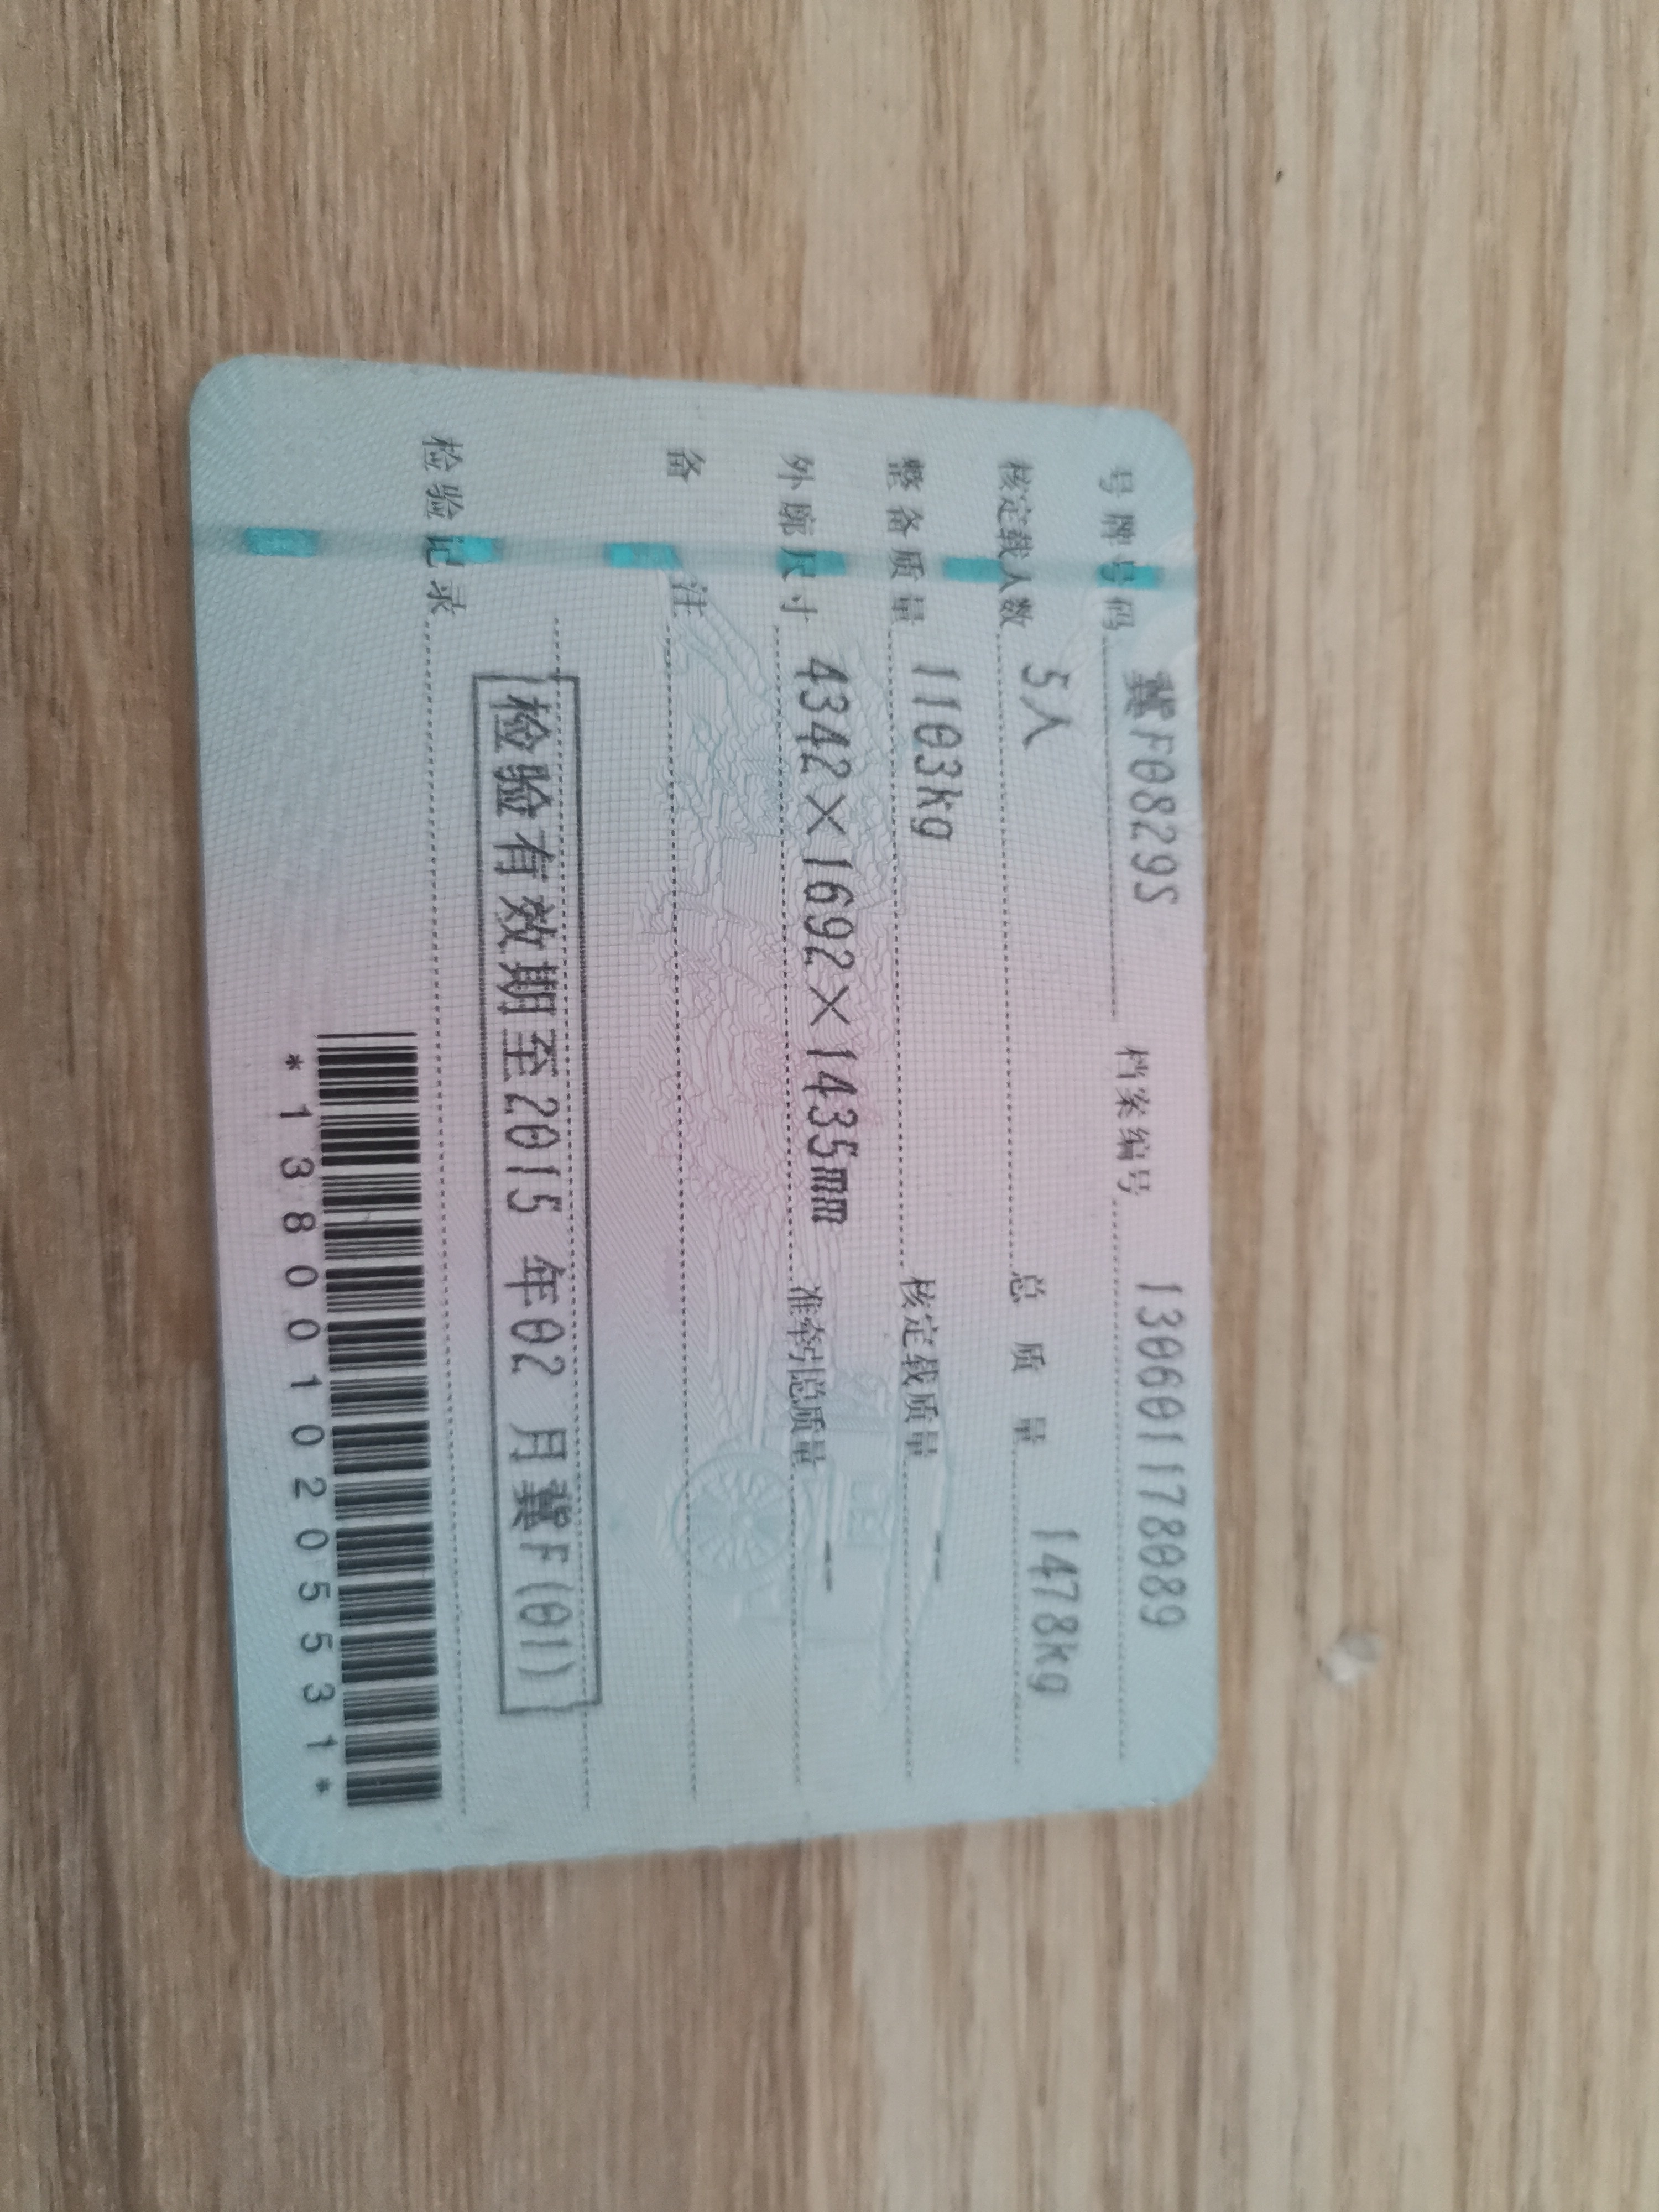 号牌号码 冀F0829S 档案编号 130601178089
核定载人数 5人 总质量 1478kg
整备质量 1103kg 核定载质量 --
外廓尺寸 4342×1692×1435mm 准牵引总质量 --
备注
检验有效期至2015 年02 月冀F(01)
检验记录
*1380010205531*